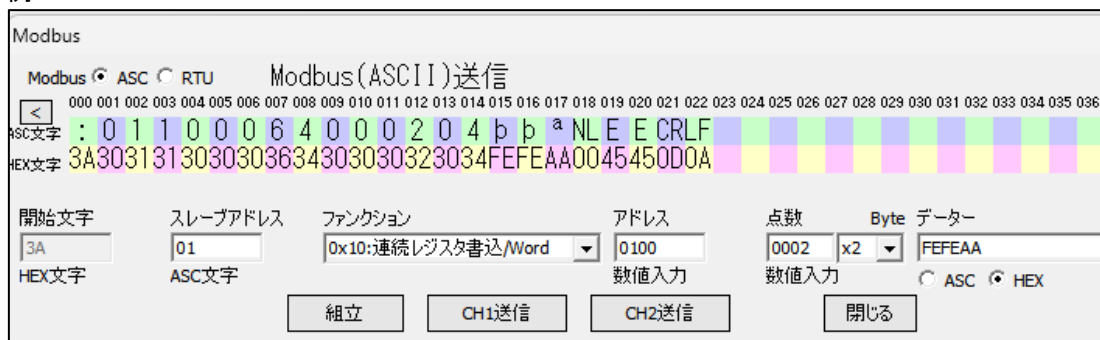 Modbus
Modbus ASC RTU Modbus(ASCII)送信
< 000 001 002 003 004 005 006 007 008 009 010 011 012 013 014 015 016 017 018 019 020 021 022 023 024 025 026 027 028 029 030 031 032 033 034 035 036
ASC文字 : 0 1 1 0 0 0 6 4 0 0 0 2 0 4 þ þ ª NL E E CRLF
HEX文字 3A3031313030303634303030323034FEFEAA0045450D0A
開始文字 スレーブアドレス ファンクション アドレス 点数 Byte データー
3A 01 0x10:連続レジスタ書込/Word 0100 0002 x2 FEFEAA
HEX文字 ASC文字 数値入力 数値入力 ASC HEX
組立 CH1送信 CH2送信 閉じる